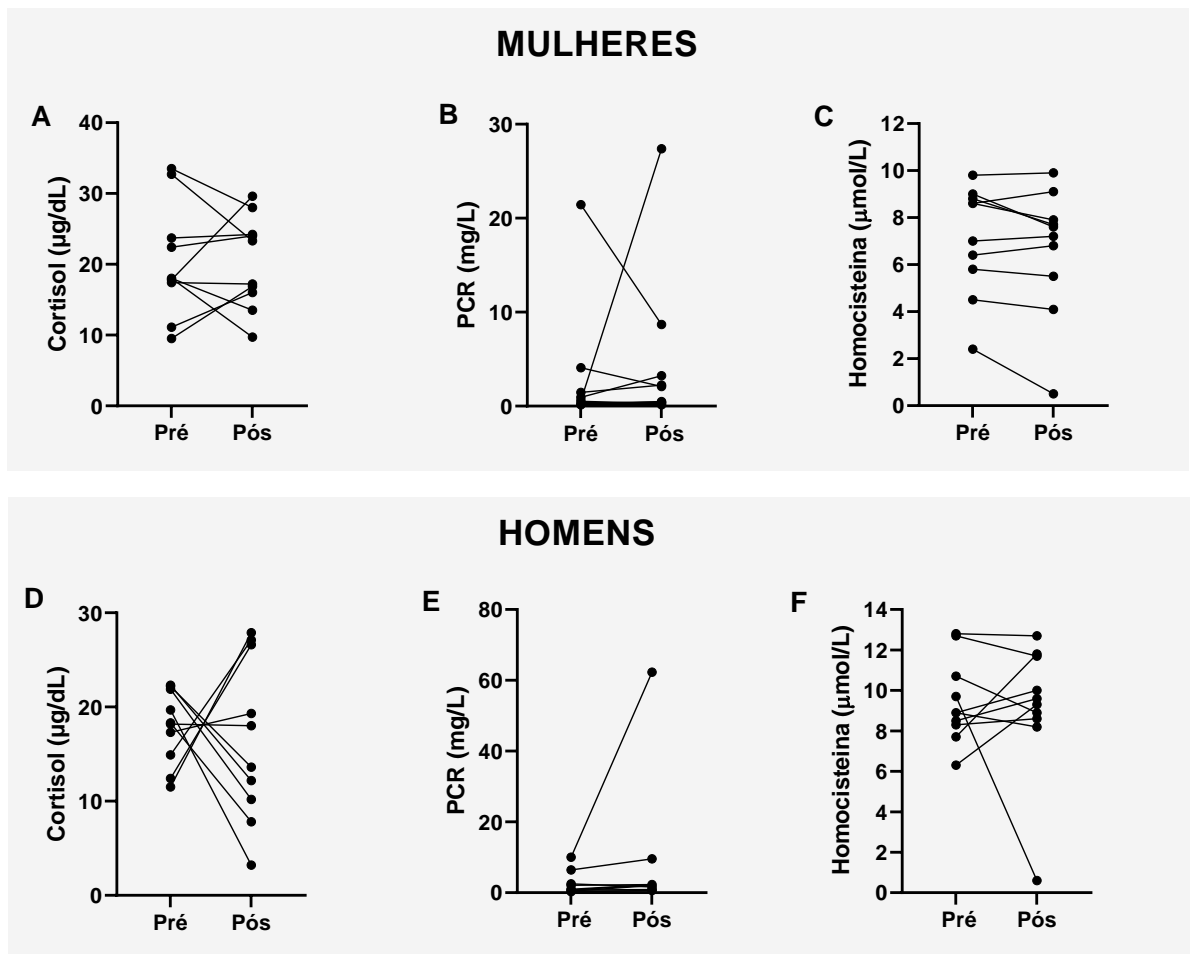 MULHERES
A
Cortisol (µg/dL)
40
30
20
10
0
Pré Pós
B
PCR (mg/L)
30
20
10
0
Pré Pós
C
Homocisteina (µmol/L)
12
10
8
6
4
2
0
Pré Pós
HOMENS
D
Cortisol (µg/dL)
30
20
10
0
Pré Pós
E
PCR (mg/L)
80
60
40
20
0
Pré Pós
F
Homocisteina (µmol/L)
14
12
10
8
6
4
2
0
Pré Pós